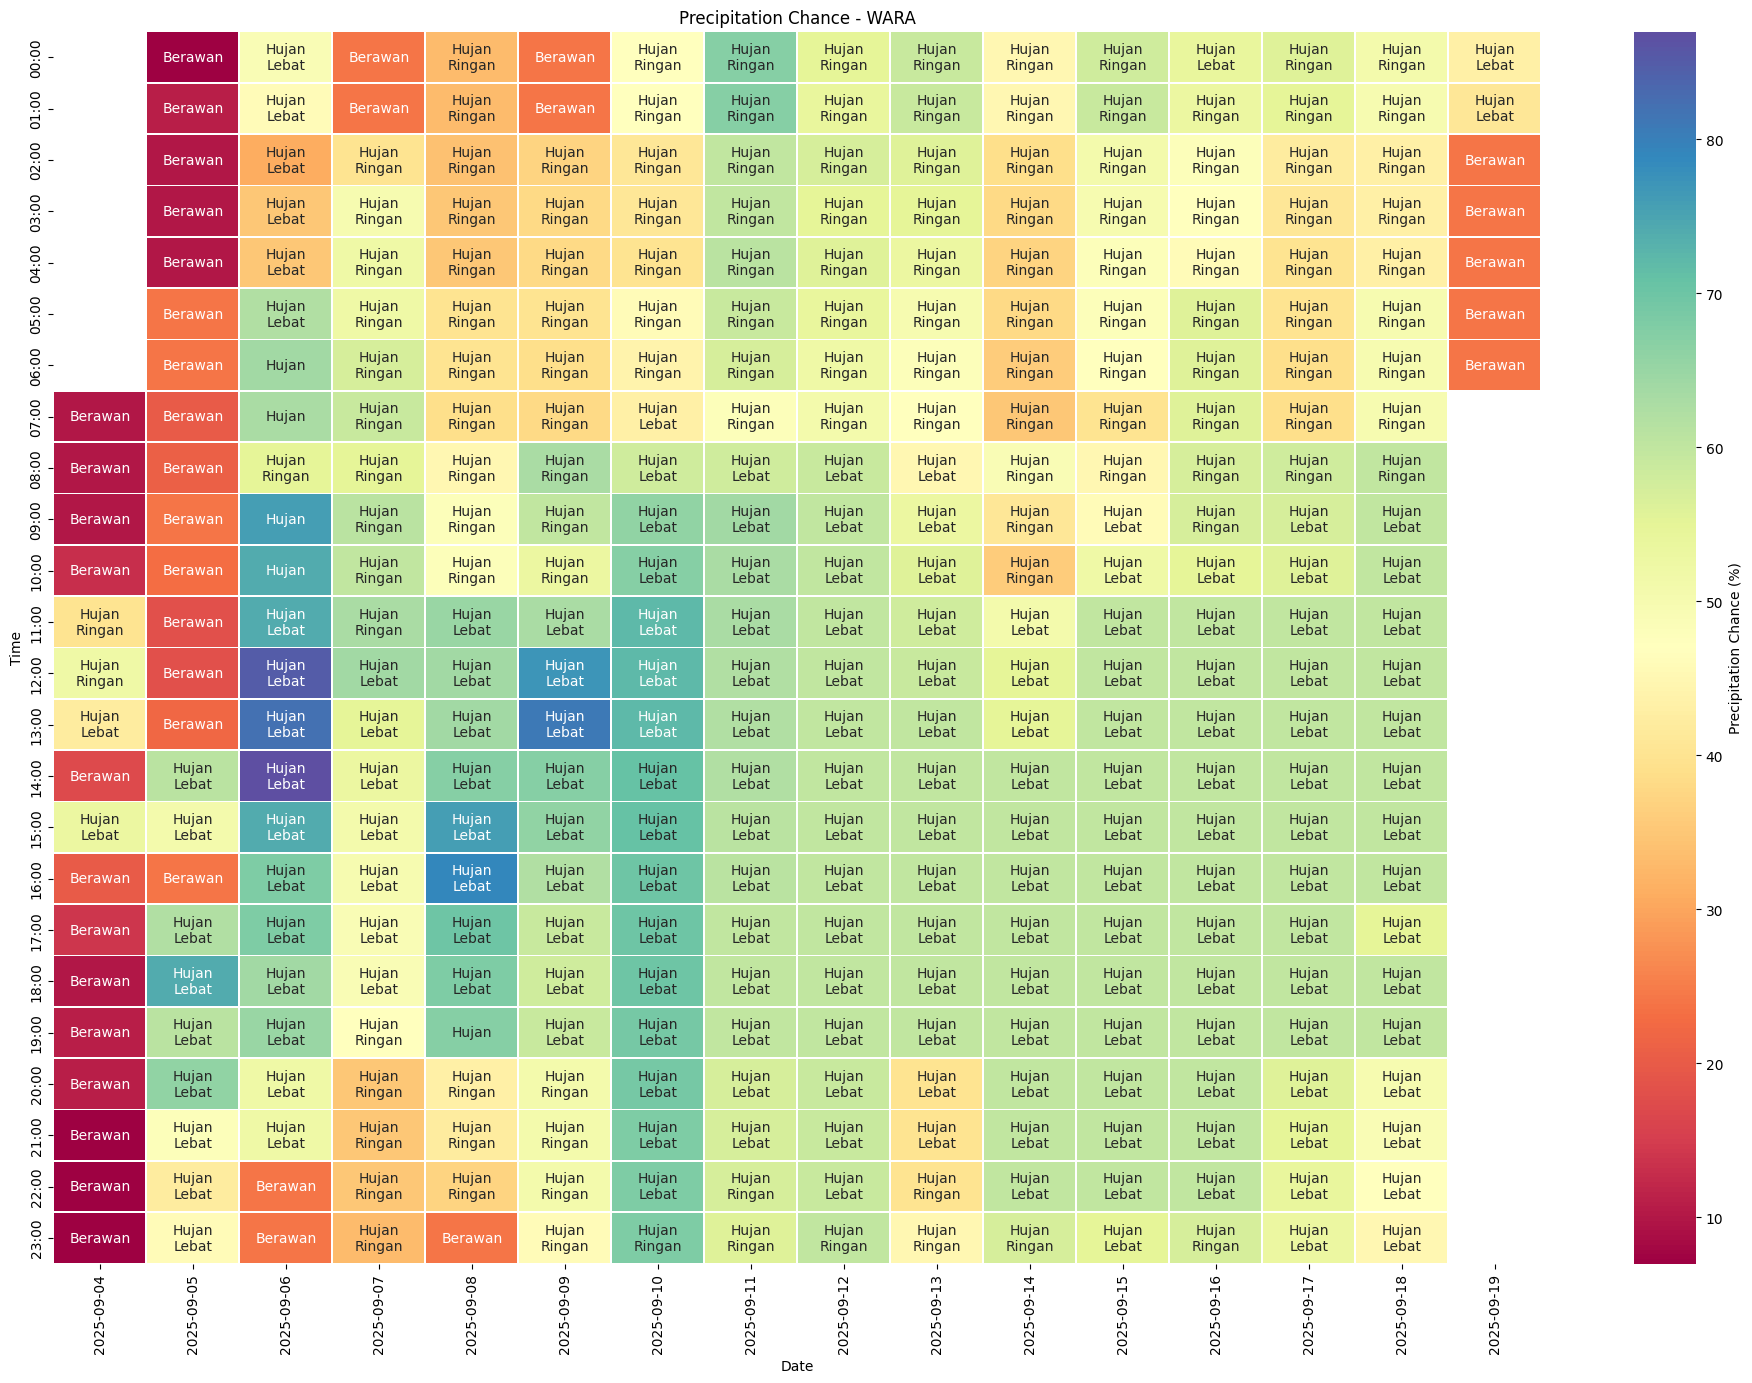 Precipitation Chance - WARA
00:00 Berawan Hujan Lebat Berawan Hujan Ringan Berawan Hujan Ringan Hujan Ringan Hujan Ringan Hujan Ringan Hujan Ringan Hujan Ringan Hujan Lebat Hujan Ringan Hujan Ringan Hujan Lebat
01:00 Berawan Hujan Lebat Berawan Hujan Ringan Berawan Hujan Ringan Hujan Ringan Hujan Ringan Hujan Ringan Hujan Ringan Hujan Ringan Hujan Ringan Hujan Ringan Hujan Ringan Hujan Lebat
02:00 Berawan Hujan Lebat Hujan Ringan Hujan Ringan Hujan Ringan Hujan Ringan Hujan Ringan Hujan Ringan Hujan Ringan Hujan Ringan Hujan Ringan Hujan Ringan Hujan Ringan Hujan Ringan Berawan
03:00 Berawan Hujan Lebat Hujan Ringan Hujan Ringan Hujan Ringan Hujan Ringan Hujan Ringan Hujan Ringan Hujan Ringan Hujan Ringan Hujan Ringan Hujan Ringan Hujan Ringan Hujan Ringan Berawan
04:00 Berawan Hujan Lebat Hujan Ringan Hujan Ringan Hujan Ringan Hujan Ringan Hujan Ringan Hujan Ringan Hujan Ringan Hujan Ringan Hujan Ringan Hujan Ringan Hujan Ringan Hujan Ringan Berawan
05:00 Berawan Hujan Lebat Hujan Ringan Hujan Ringan Hujan Ringan Hujan Ringan Hujan Ringan Hujan Ringan Hujan Ringan Hujan Ringan Hujan Ringan Hujan Ringan Hujan Ringan Hujan Ringan Berawan
06:00 Berawan Hujan Hujan Ringan Hujan Ringan Hujan Ringan Hujan Ringan Hujan Ringan Hujan Ringan Hujan Ringan Hujan Ringan Hujan Ringan Hujan Ringan Hujan Ringan Hujan Ringan Berawan
07:00 Berawan Berawan Hujan Hujan Ringan Hujan Ringan Hujan Ringan Hujan Lebat Hujan Ringan Hujan Ringan Hujan Ringan Hujan Ringan Hujan Ringan Hujan Ringan Hujan Ringan Hujan Ringan
08:00 Berawan Berawan Hujan Ringan Hujan Ringan Hujan Ringan Hujan Ringan Hujan Lebat Hujan Lebat Hujan Lebat Hujan Lebat Hujan Ringan Hujan Ringan Hujan Ringan Hujan Ringan Hujan Ringan
09:00 Berawan Berawan Hujan Hujan Ringan Hujan Ringan Hujan Ringan Hujan Lebat Hujan Lebat Hujan Lebat Hujan Lebat Hujan Ringan Hujan Lebat Hujan Ringan Hujan Lebat Hujan Lebat
10:00 Berawan Berawan Hujan Hujan Ringan Hujan Ringan Hujan Ringan Hujan Lebat Hujan Lebat Hujan Lebat Hujan Lebat Hujan Ringan Hujan Lebat Hujan Lebat Hujan Lebat Hujan Lebat
11:00 Hujan Ringan Berawan Hujan Lebat Hujan Ringan Hujan Lebat Hujan Lebat Hujan Lebat Hujan Lebat Hujan Lebat Hujan Lebat Hujan Lebat Hujan Lebat Hujan Lebat Hujan Lebat Hujan Lebat
12:00 Hujan Ringan Berawan Hujan Lebat Hujan Lebat Hujan Lebat Hujan Lebat Hujan Lebat Hujan Lebat Hujan Lebat Hujan Lebat Hujan Lebat Hujan Lebat Hujan Lebat Hujan Lebat Hujan Lebat
13:00 Hujan Lebat Berawan Hujan Lebat Hujan Lebat Hujan Lebat Hujan Lebat Hujan Lebat Hujan Lebat Hujan Lebat Hujan Lebat Hujan Lebat Hujan Lebat Hujan Lebat Hujan Lebat Hujan Lebat
14:00 Berawan Hujan Lebat Hujan Lebat Hujan Lebat Hujan Lebat Hujan Lebat Hujan Lebat Hujan Lebat Hujan Lebat Hujan Lebat Hujan Lebat Hujan Lebat Hujan Lebat Hujan Lebat Hujan Lebat
15:00 Hujan Lebat Hujan Lebat Hujan Lebat Hujan Lebat Hujan Lebat Hujan Lebat Hujan Lebat Hujan Lebat Hujan Lebat Hujan Lebat Hujan Lebat Hujan Lebat Hujan Lebat Hujan Lebat Hujan Lebat
16:00 Berawan Berawan Hujan Lebat Hujan Lebat Hujan Lebat Hujan Lebat Hujan Lebat Hujan Lebat Hujan Lebat Hujan Lebat Hujan Lebat Hujan Lebat Hujan Lebat Hujan Lebat Hujan Lebat
17:00 Berawan Hujan Lebat Hujan Lebat Hujan Lebat Hujan Lebat Hujan Lebat Hujan Lebat Hujan Lebat Hujan Lebat Hujan Lebat Hujan Lebat Hujan Lebat Hujan Lebat Hujan Lebat Hujan Lebat
18:00 Berawan Hujan Lebat Hujan Lebat Hujan Lebat Hujan Lebat Hujan Lebat Hujan Lebat Hujan Lebat Hujan Lebat Hujan Lebat Hujan Lebat Hujan Lebat Hujan Lebat Hujan Lebat Hujan Lebat
19:00 Berawan Hujan Lebat Hujan Lebat Hujan Ringan Hujan Hujan Lebat Hujan Lebat Hujan Lebat Hujan Lebat Hujan Lebat Hujan Lebat Hujan Lebat Hujan Lebat Hujan Lebat Hujan Lebat
20:00 Berawan Hujan Lebat Hujan Lebat Hujan Ringan Hujan Ringan Hujan Ringan Hujan Lebat Hujan Lebat Hujan Lebat Hujan Lebat Hujan Lebat Hujan Lebat Hujan Lebat Hujan Lebat Hujan Lebat
21:00 Berawan Hujan Lebat Hujan Lebat Hujan Ringan Hujan Ringan Hujan Ringan Hujan Lebat Hujan Lebat Hujan Lebat Hujan Lebat Hujan Lebat Hujan Lebat Hujan Lebat Hujan Lebat Hujan Lebat
22:00 Berawan Hujan Lebat Berawan Hujan Ringan Hujan Ringan Hujan Ringan Hujan Lebat Hujan Ringan Hujan Lebat Hujan Ringan Hujan Lebat Hujan Lebat Hujan Lebat Hujan Lebat Hujan Lebat
23:00 Berawan Hujan Lebat Berawan Hujan Ringan Berawan Hujan Ringan Hujan Ringan Hujan Ringan Hujan Ringan Hujan Ringan Hujan Ringan Hujan Lebat Hujan Ringan Hujan Lebat Hujan Lebat
Time
2025-09-04 2025-09-05 2025-09-06 2025-09-07 2025-09-08 2025-09-09 2025-09-10 2025-09-11 2025-09-12 2025-09-13 2025-09-14 2025-09-15 2025-09-16 2025-09-17 2025-09-18 2025-09-19
Date
80
70
60
50
40
30
20
10
Precipitation Chance (%)